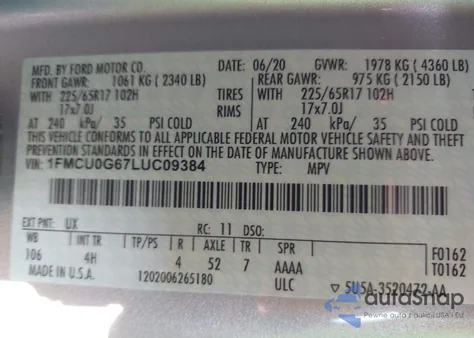 MFD. BY FORD MOTOR CO. DATE: 06/20 GVWR: 1978 KG (4360 LB)
FRONT GAWR: 1061 KG (2340 LB) REAR GAWR: 975 KG (2150 LB)
WITH 225/65R17 102H TIRES WITH 225/65R17 102H
17x7.0J RIMS 17x7.0J
AT 240 kPa/ 35 PSI COLD AT 240 kPa/ 35 PSI COLD
THIS VEHICLE CONFORMS TO ALL APPLICABLE FEDERAL MOTOR VEHICLE SAFETY AND THEFT
PREVENTION STANDARDS IN EFFECT ON THE DATE OF MANUFACTURE SHOWN ABOVE.
VIN: 1FMCU0G67LUC09384 TYPE: MPV
EXT PNT: UX RC: 11 DSO:
WB INT TR TP/PS R AXLE TR SPR F0162
106 4H 4 52 7 AAAA T0162
MADE IN U.S.A. 1202006265180 ULC ▽ 5U5A-3520472-AA
autoSnap
Pewne auto z aukcji USA i EU